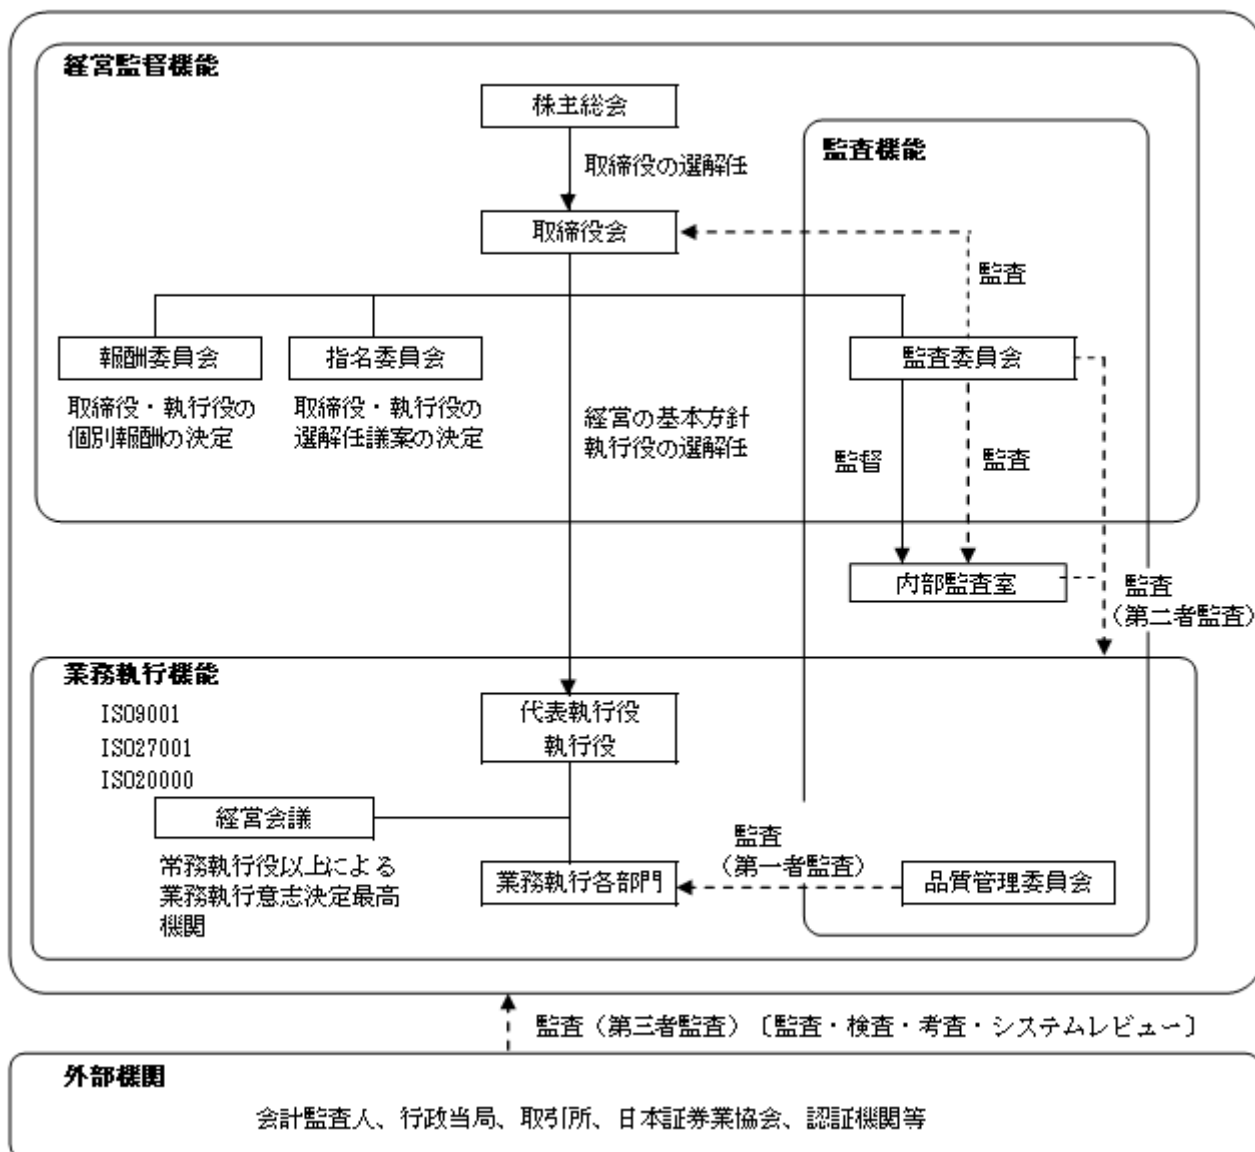 経営監督機能
株主総会
監査機能
取締役の選解任
取締役会
監査
報酬委員会
指名委員会
監査委員会
取締役・執行役の
個別報酬の決定
取締役・執行役の
選解任議案の決定
経営の基本方針
執行役の選解任
監督
監査
内部監査室
監査
(第二者監査)
業務執行機能
ISO9001
ISO27001
ISO20000
代表執行役
執行役
経営会議
常務執行役以上による
業務執行意志決定最高
機関
監査
(第一者監査)
業務執行各部門
品質管理委員会
監査(第三者監査)〔監査・検査・考査・システムレビュー〕
外部機関
会計監査人、行政当局、取引所、日本証券業協会、認証機関等